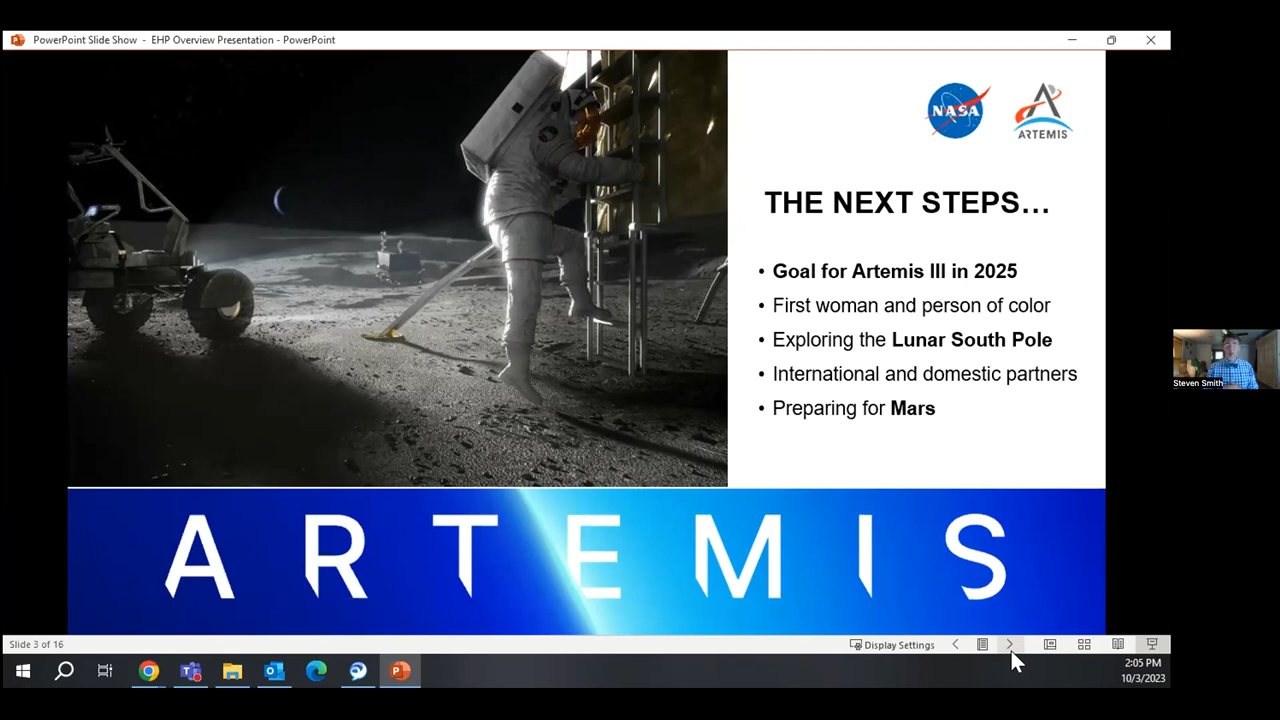 PowerPoint Slide Show - EHP Overview Presentation - PowerPoint
NASA
ARTEMIS
THE NEXT STEPS…
• Goal for Artemis III in 2025
• First woman and person of color
• Exploring the Lunar South Pole
• International and domestic partners
• Preparing for Mars
Steven Smith
ARTEMIS
Slide 3 of 16
Display Settings
2:05 PM
10/3/2023